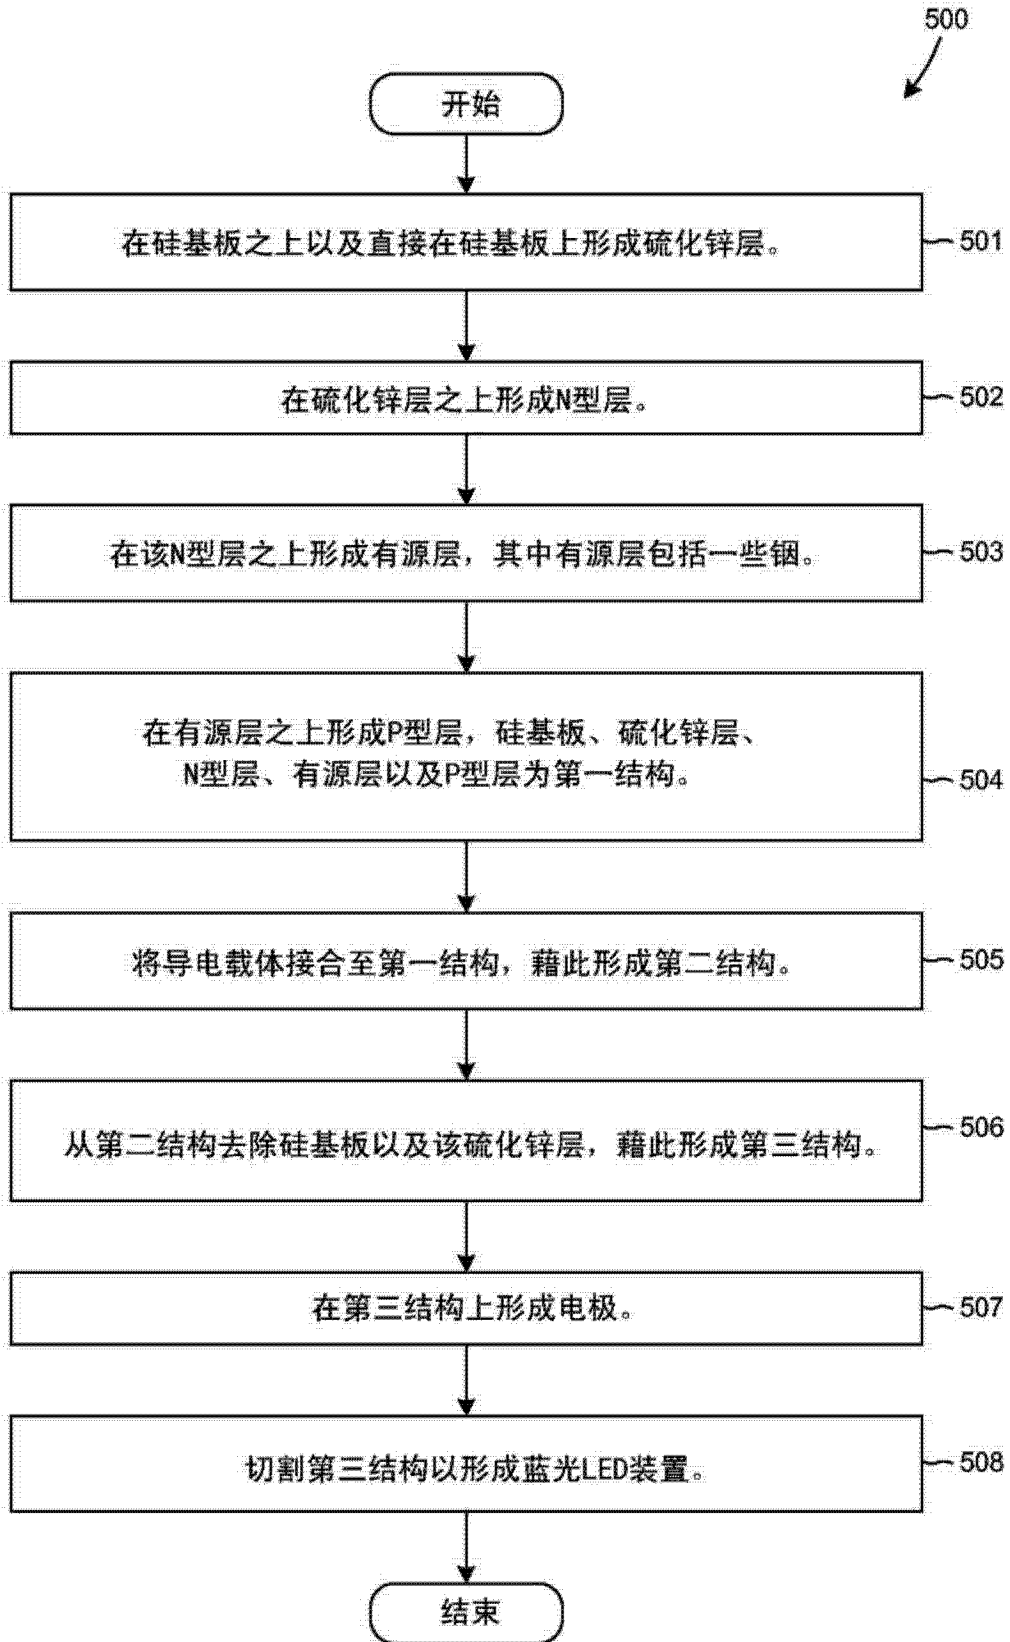 500
开始
在硅基板之上以及直接在硅基板上形成硫化锌层。
501
在硫化锌层之上形成N型层。
502
在该N型层之上形成有源层，其中有源层包括一些铟。
503
在有源层之上形成P型层，硅基板、硫化锌层、
N型层、有源层以及P型层为第一结构。
504
将导电载体接合至第一结构，藉此形成第二结构。
505
从第二结构去除硅基板以及该硫化锌层，藉此形成第三结构。
506
在第三结构上形成电极。
507
切割第三结构以形成蓝光LED装置。
508
结束